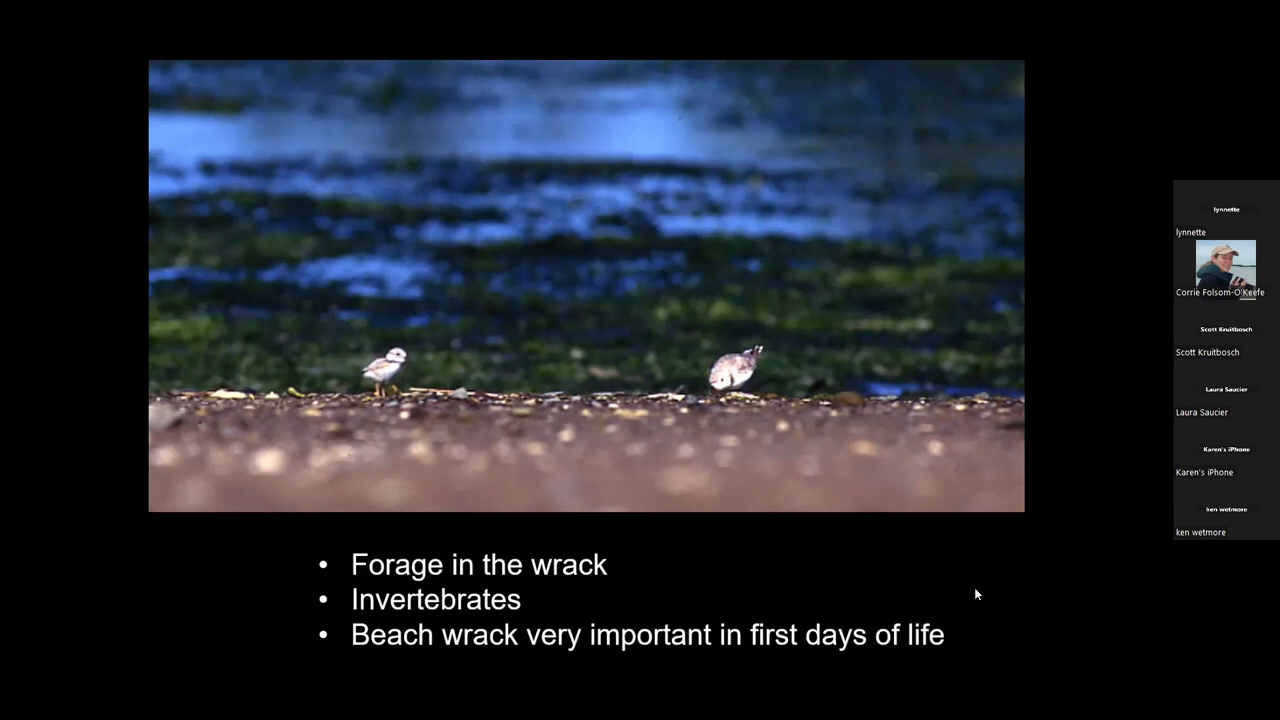 • Forage in the wrack
• Invertebrates
• Beach wrack very important in first days of life
lynnette
lynnette
Corrie Folsom-O'Keefe
Scott Kruitbosch
Scott Kruitbosch
Laura Saucier
Laura Saucier
Karen's iPhone
Karen's iPhone
ken wetmore
ken wetmore